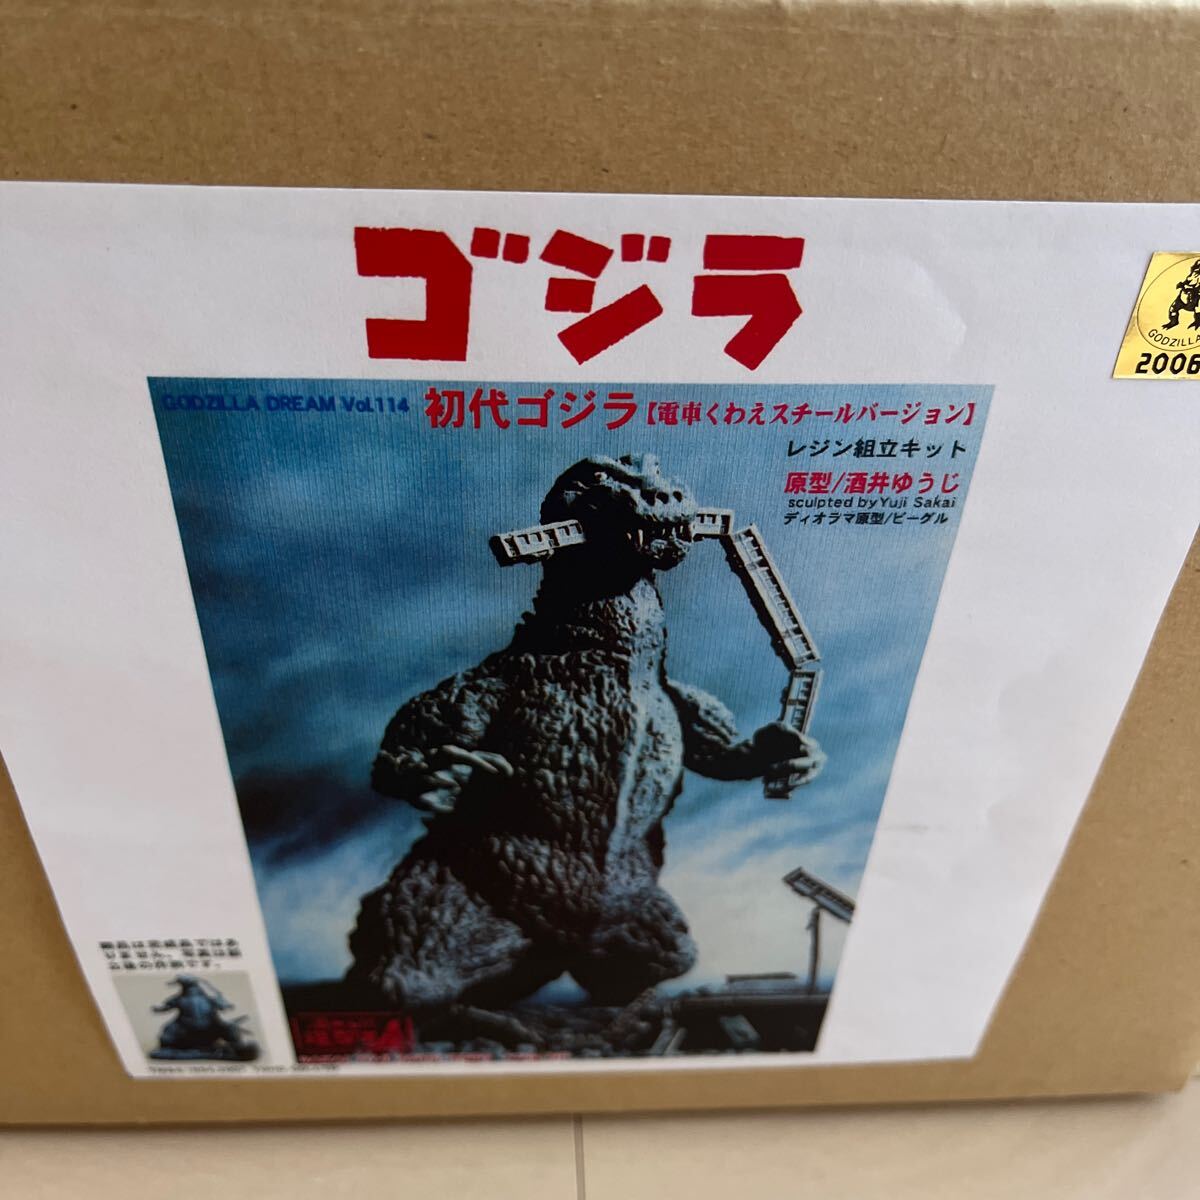 ゴジラ
GODZILLA DREAM Vol.114
初代ゴジラ【電車くわえスチールバージョン】
レジン組立キット
原型/酒井ゆうじ
sculpted by Yuji Sakai
ディオラマ原型/ビーグル
GODZILLA
2006